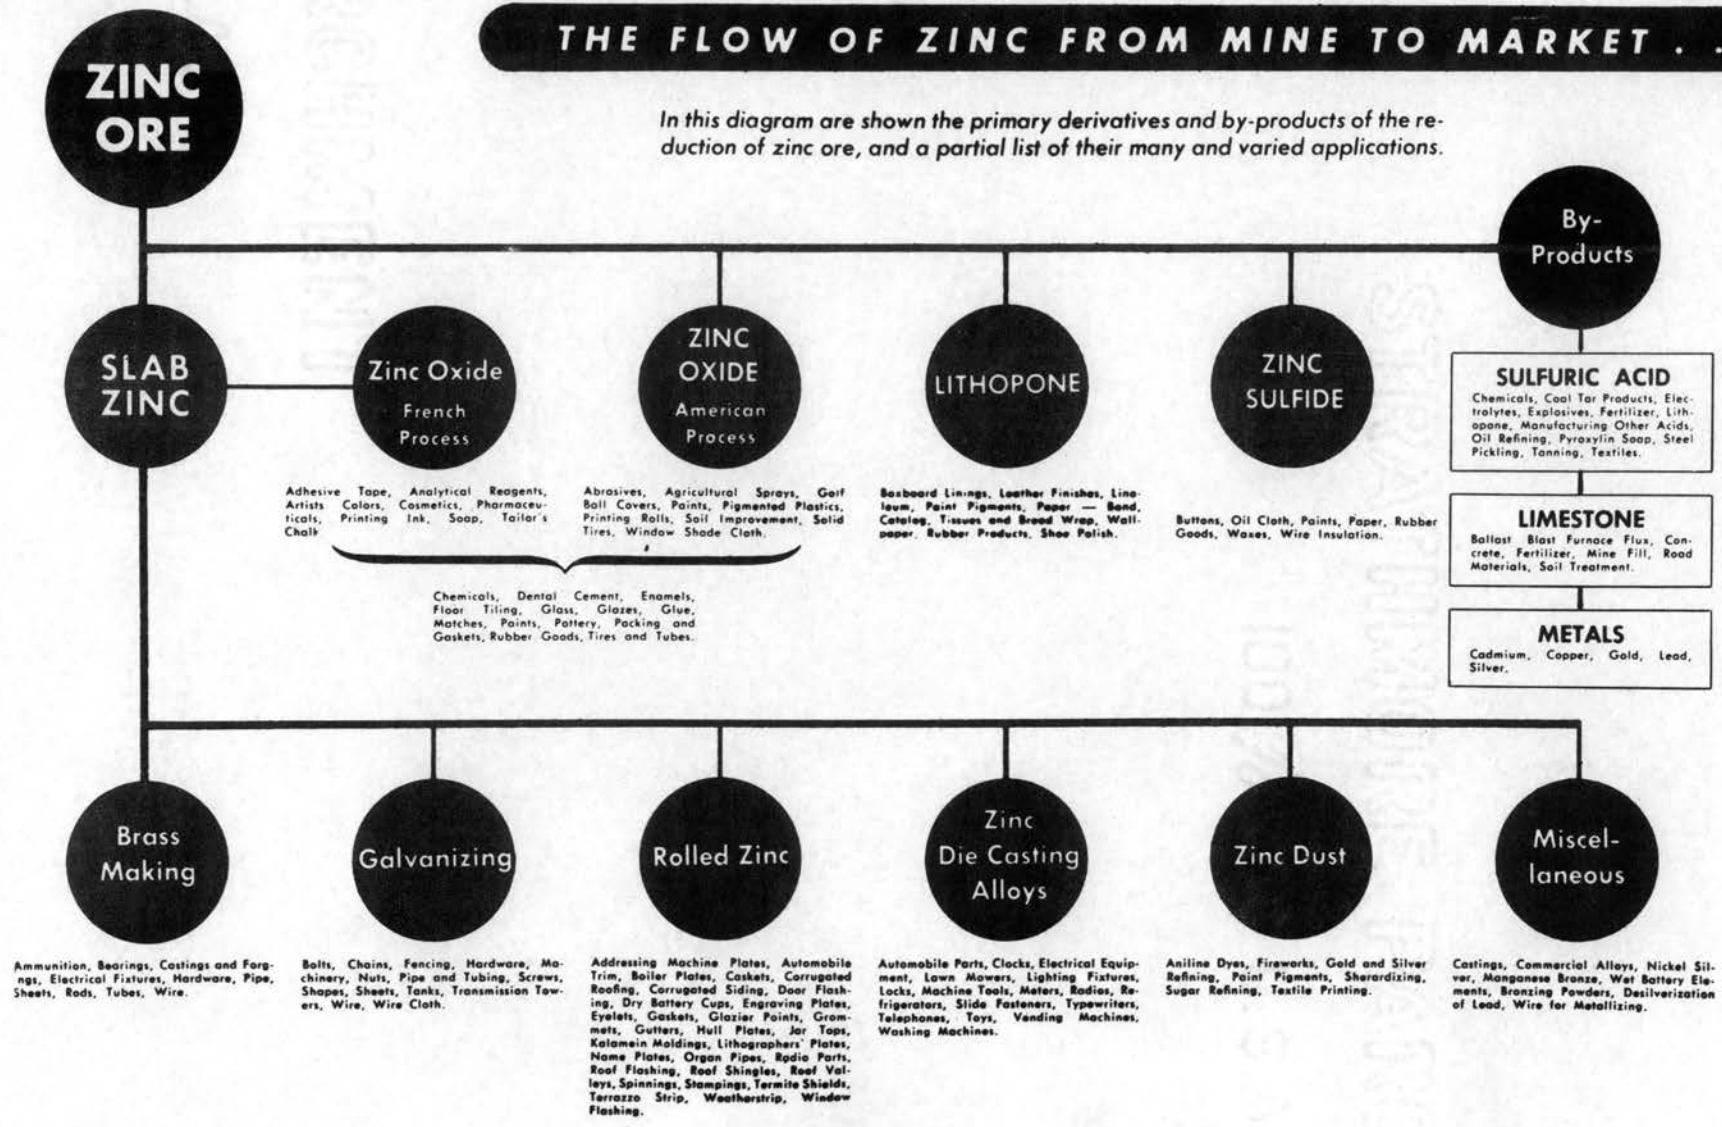 THE FLOW OF ZINC FROM MINE TO MARKET . .
ZINC
ORE
In this diagram are shown the primary derivatives and by-products of the re-
duction of zinc ore, and a partial list of their many and varied applications.
By-
Products
SLAB
ZINC
Zinc Oxide
French
Process
ZINC
OXIDE
American
Process
LITHOPONE
ZINC
SULFIDE
Adhesive Tape, Analytical Reagents,
Artists Colors, Cosmetics, Pharmaceu-
ticals, Printing Ink, Soap, Tailor's
Chalk
Abrasives, Agricultural Sprays, Golf
Ball Covers, Paints, Pigmented Plastics,
Printing Rolls, Soil Improvement, Solid
Tires, Window Shade Cloth.
Chemicals, Dental Cement, Enamels,
Floor Tiling, Glass, Glazes, Glue,
Matches, Paints, Pottery, Packing and
Gaskets, Rubber Goods, Tires and Tubes.
Boxboard Linings, Leather Finishes, Lino-
leum, Paint Pigments, Paper — Bond,
Catalog, Tissues and Bread Wrap, Wall-
paper, Rubber Products, Shoe Polish.
Buttons, Oil Cloth, Paints, Paper, Rubber
Goods, Waxes, Wire Insulation.
SULFURIC ACID
Chemicals, Coal Tar Products, Elec-
trolytes, Explosives, Fertilizer, Lith-
opone, Manufacturing Other Acids,
Oil Refining, Pyroxylin Soap, Steel
Pickling, Tanning, Textiles.
LIMESTONE
Ballast Blast Furnace Flux, Con-
crete, Fertilizer, Mine Fill, Road
Materials, Soil Treatment.
METALS
Cadmium, Copper, Gold, Lead,
Silver.
Brass
Making
Galvanizing
Rolled Zinc
Zinc
Die Casting
Alloys
Zinc Dust
Miscel-
laneous
Ammunition, Bearings, Castings and Forg-
ngs, Electrical Fixtures, Hardware, Pipe,
Sheets, Rods, Tubes, Wire.
Bolts, Chains, Fencing, Hardware, Ma-
chinery, Nuts, Pipe and Tubing, Screws,
Shapes, Sheets, Tanks, Transmission Tow-
ers, Wire, Wire Cloth.
Addressing Machine Plates, Automobile
Trim, Boiler Plates, Caskets, Corrugated
Roofing, Corrugated Siding, Door Flash-
ing, Dry Battery Cups, Engraving Plates,
Eyelets, Gaskets, Glazier Points, Grom-
mets, Gutters, Hull Plates, Jar Tops,
Kalamein Moldings, Lithographers' Plates,
Name Plates, Organ Pipes, Radio Parts,
Roof Flashing, Roof Shingles, Roof Val-
leys, Spinnings, Stampings, Termite Shields,
Terrazzo Strip, Weatherstrip, Window
Flashing.
Automobile Parts, Clocks, Electrical Equip-
ment, Lawn Mowers, Lighting Fixtures,
Locks, Machine Tools, Meters, Radios, Re-
frigerators, Slide Fasteners, Typewriters,
Telephones, Toys, Vending Machines,
Washing Machines.
Aniline Dyes, Fireworks, Gold and Silver
Refining, Paint Pigments, Sherardizing,
Sugar Refining, Textile Printing.
Castings, Commercial Alloys, Nickel Sil-
ver, Manganese Bronze, Wet Battery Ele-
ments, Bronzing Powders, Desilverization
of Lead, Wire for Metallizing.